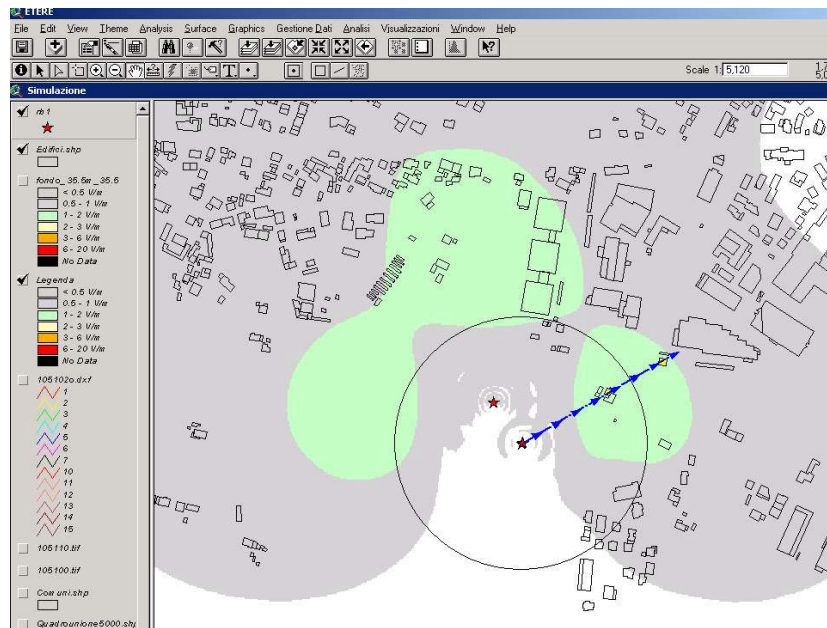 ETERE
File Edit View Theme Analysis Surface Graphics Gestione Dati Analisi Visualizzazioni Window Help
Scale 1: 5,120
Simulazione
Edifici.shp
fondo_35.5m_35.5
< 0.5 V/m
0.5 - 1 V/m
1 - 2 V/m
2 - 3 V/m
3 - 6 V/m
6 - 20 V/m
No Data
Legenda
< 0.5 V/m
0.5 - 1 V/m
1 - 2 V/m
2 - 3 V/m
3 - 6 V/m
6 - 20 V/m
No Data
105102o.dxf
1
2
3
4
5
6
7
10
11
12
13
14
15
105110.tif
105100.tif
Comuni.shp
Quadrounione5000.shp